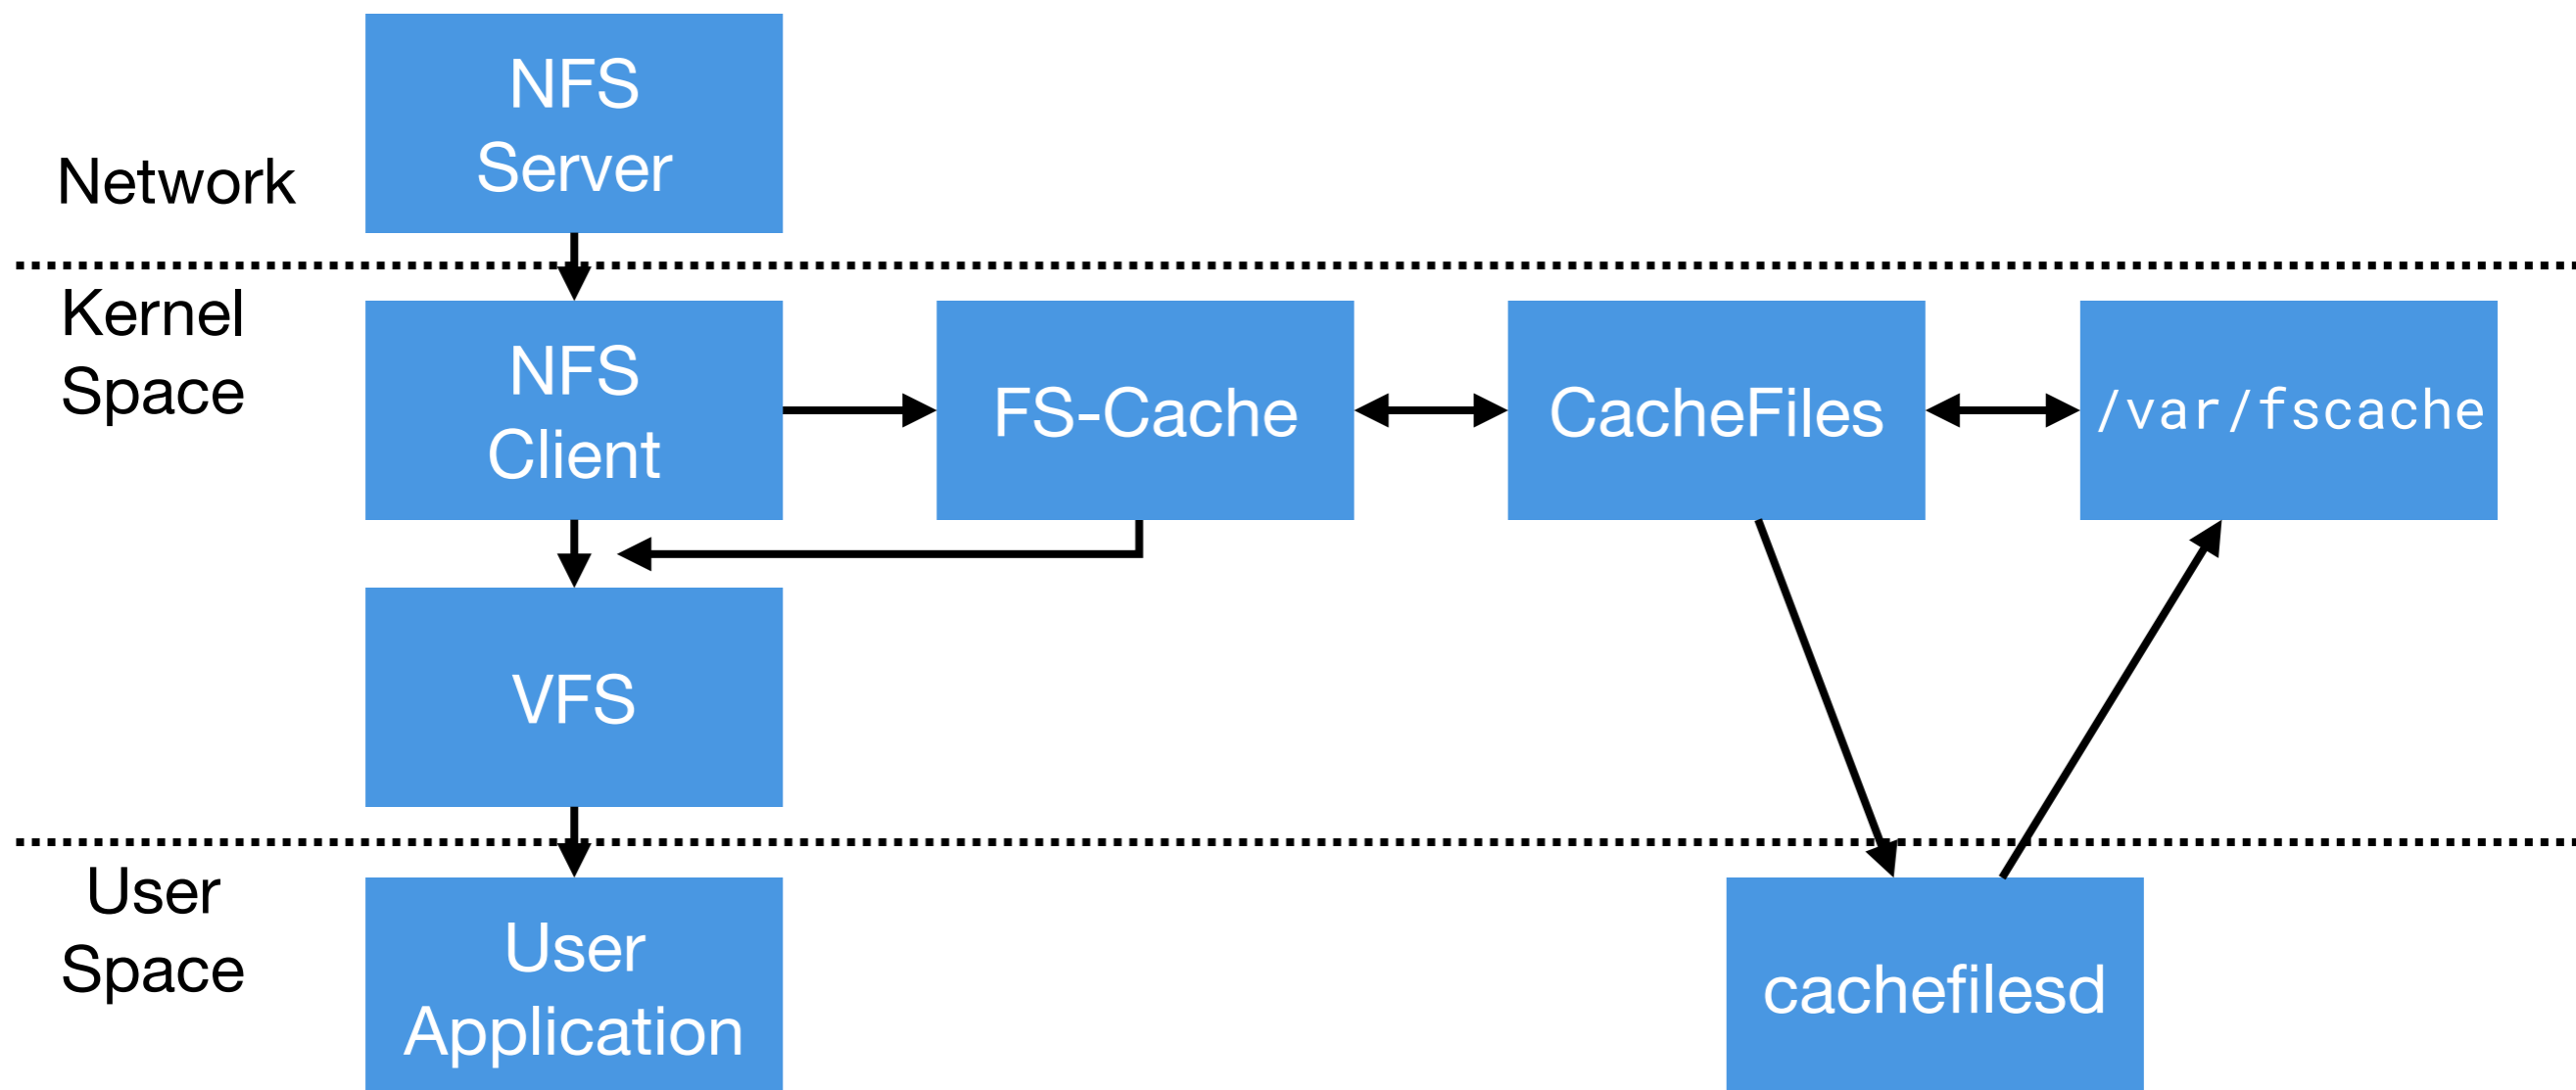 NFS
Server
Network
Kernel
Space
NFS
Client
FS-Cache
CacheFiles
/var/fscache
VFS
User
Space
User
Application
cachefilesd